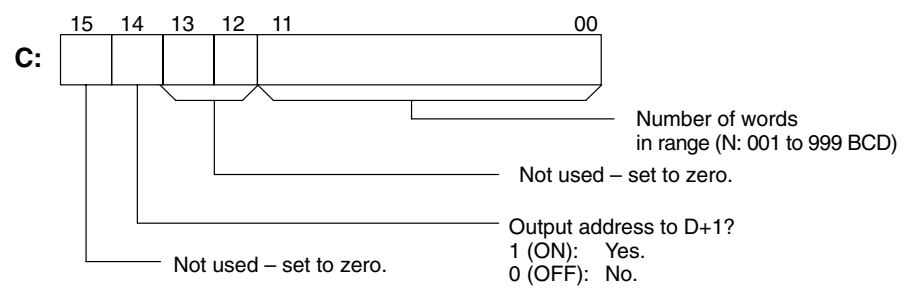 15 14 13 12 11 00
C:
Number of words
in range (N: 001 to 999 BCD)
Not used – set to zero.
Output address to D+1?
1 (ON): Yes.
0 (OFF): No.
Not used – set to zero.